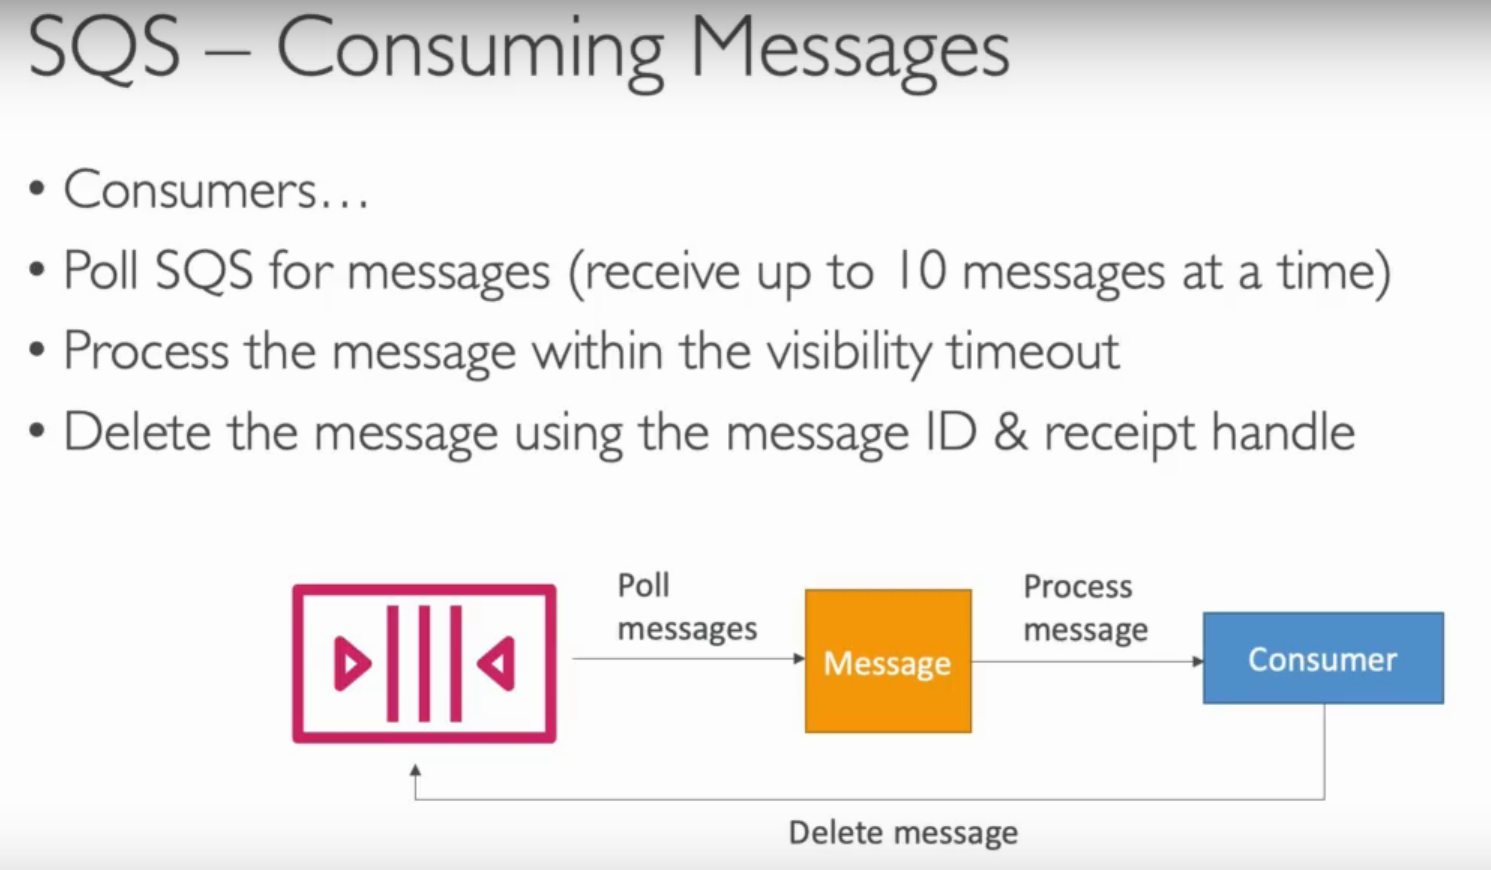 SQS – Consuming Messages
• Consumers…
• Poll SQS for messages (receive up to 10 messages at a time)
• Process the message within the visibility timeout
• Delete the message using the message ID & receipt handle
Poll
messages
Message
Process
message
Consumer
Delete message